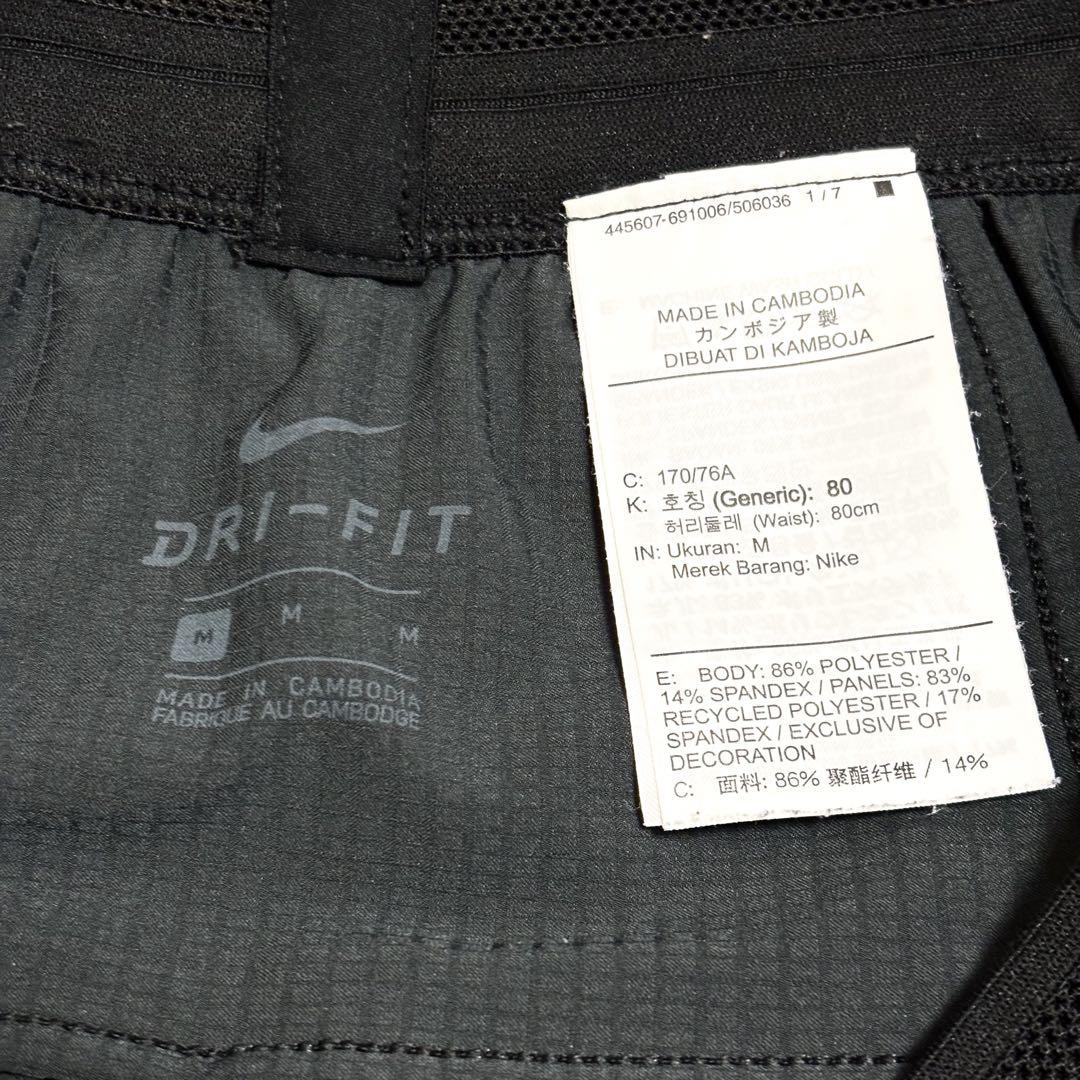 DRI-FIT
M
M
M
MADE IN CAMBODIA
FABRIQUÉ AU CAMBODGE
445607-691006/506036 1 / 7
MADE IN CAMBODIA
カンボジア製
DIBUAT DI KAMBOJA
C: 170/76A
K: 호칭 (Generic): 80
허리둘레 (Waist): 80cm
IN: Ukuran: M
Merek Barang: Nike
E: BODY: 86% POLYESTER /
14% SPANDEX / PANELS: 83%
RECYCLED POLYESTER / 17%
SPANDEX / EXCLUSIVE OF
DECORATION
C: 面料: 86% 聚酯纤维 / 14%